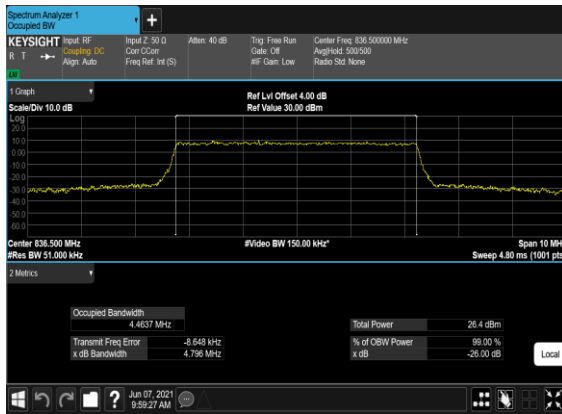 Spectrum Analyzer 1
Occupied BW
KEYSIGHT
R T
Input: RF
Coupling: DC
Align: Auto
Input Z: 50 Ω
Corr CCorr
Freq Ref: Int (S)
Atten: 40 dB
Trig: Free Run
Gate: Off
#IF Gain: Low
Center Freq: 836.500000 MHz
Avg|Hold: 500/500
Radio Std: None
1 Graph
Scale/Div 10.0 dB
Ref Lvl Offset 4.00 dB
Ref Value 30.00 dBm
Log
20.0
10.0
0.00
-10.0
-20.0
-30.0
-40.0
-50.0
-60.0
Center 836.500 MHz
#Video BW 150.00 kHz*
Span 10 MH
#Res BW 51.000 kHz
Sweep 4.80 ms (1001 pts
2 Metrics
Occupied Bandwidth
4.4637 MHz
Total Power 26.4 dBm
Transmit Freq Error -8.648 kHz
% of OBW Power 99.00 %
x dB Bandwidth 4.796 MHz
x dB -26.00 dB
Local
?
Jun 07, 2021
9:59:27 AM